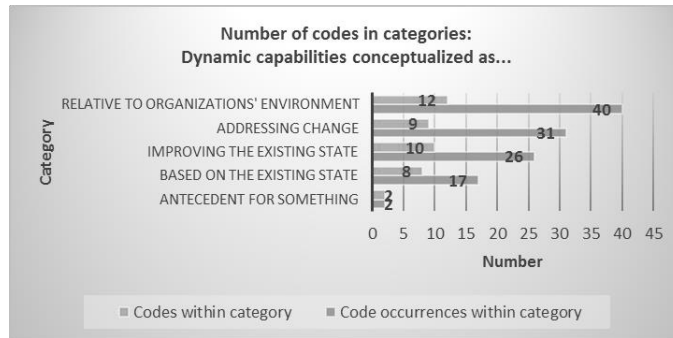 Number of codes in categories:
Dynamic capabilities conceptualized as...
Category
RELATIVE TO ORGANIZATIONS' ENVIRONMENT
12
40
ADDRESSING CHANGE
9
31
IMPROVING THE EXISTING STATE
10
26
BASED ON THE EXISTING STATE
8
17
ANTECEDENT FOR SOMETHING
2
2
0 5 10 15 20 25 30 35 40 45
Number
Codes within category Code occurrences within category